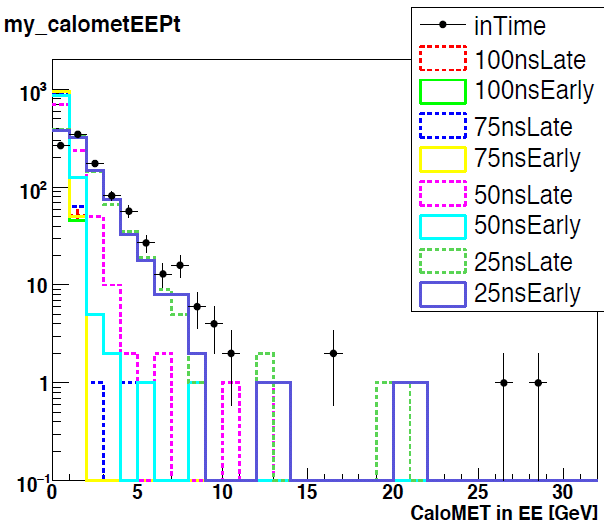 my_calometEEPt
inTime
100nsLate
100nsEarly
75nsLate
75nsEarly
50nsLate
50nsEarly
25nsLate
25nsEarly
10³
10²
10
1
10⁻¹
0 5 10 15 20 25 30
CaloMET in EE [GeV]